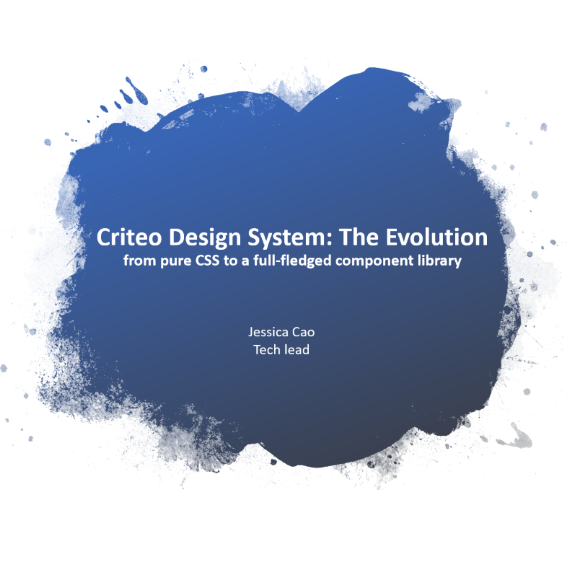 Criteo Design System: The Evolution
from pure CSS to a full-fledged component library
Jessica Cao
Tech lead